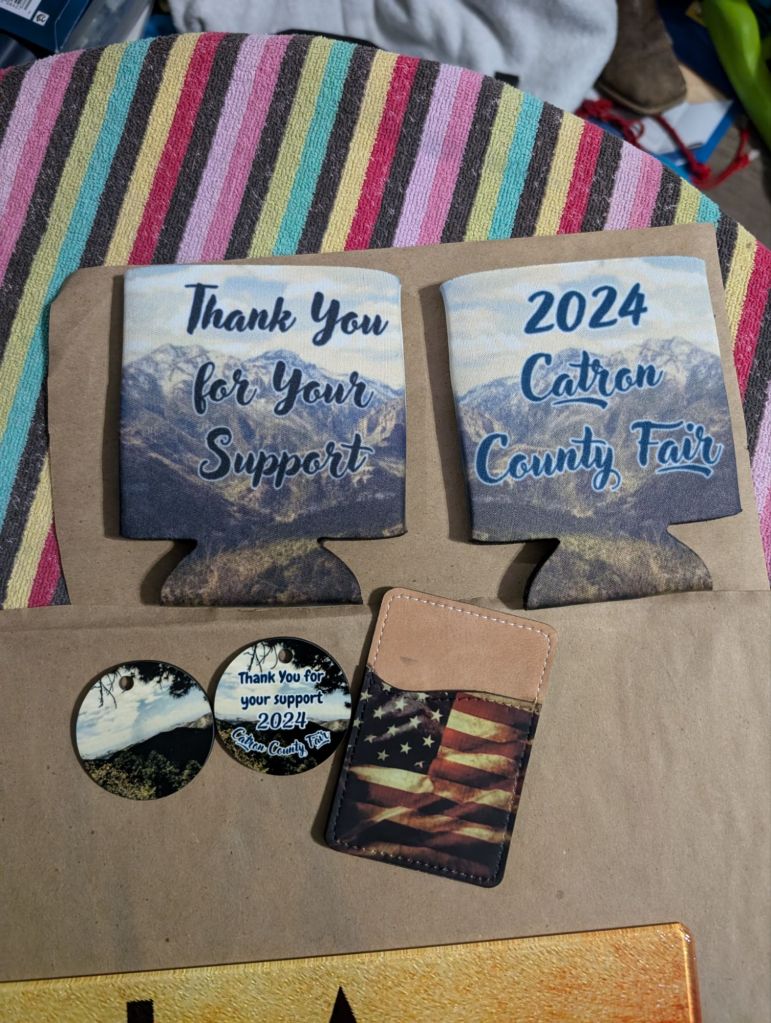 Thank You
for Your
Support
2024
Catron
County Fair
Thank You for
your support
2024
Catron County Fair